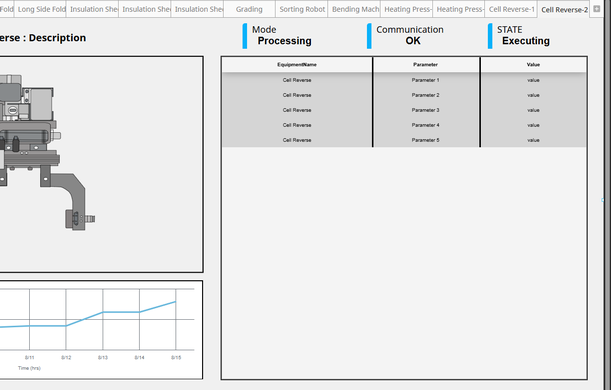 Fold Long Side Fold Insulation She Insulation She Insulation She Grading Sorting Robot Bending Mach Heating Press- Heating Press- Cell Reverse-1 Cell Reverse-2
erse : Description
Mode
Processing
Communication
OK
STATE
Executing
EquipmentName Parameter Value
Cell Reverse Parameter 1 value
Cell Reverse Parameter 2 value
Cell Reverse Parameter 3 value
Cell Reverse Parameter 4 value
Cell Reverse Parameter 5 value
8/11 8/12 8/13 8/14 8/15
Time (hrs)